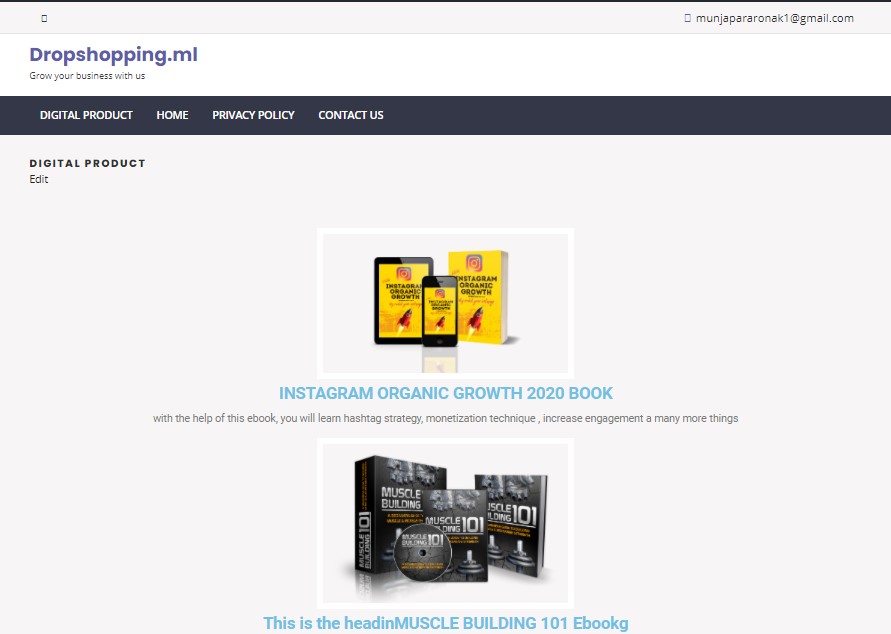 munjapararonak1@gmail.com
Dropshopping.ml
Grow your business with us
DIGITAL PRODUCT HOME PRIVACY POLICY CONTACT US
DIGITAL PRODUCT
Edit
INSTAGRAM
ORGANIC
GROWTH
INSTAGRAM
ORGANIC
GROWTH
INSTAGRAM
ORGANIC
GROWTH
INSTAGRAM ORGANIC GROWTH 2020 BOOK
with the help of this ebook, you will learn hashtag strategy, monetization technique , increase engagement a many more things
MUSCLE
BUILDING
MUSCLE BUILDING 101
MUSCLE
BUILDING 101
MUSCLE
BUILDING 101
101
This is the headinMUSCLE BUILDING 101 Ebookg